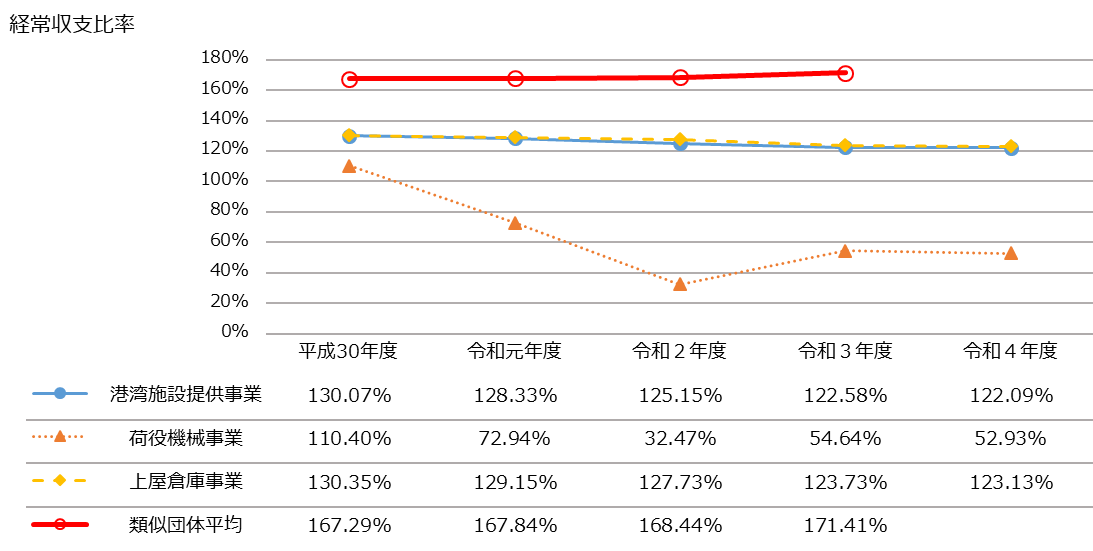 経常収支比率
180%
160%
140%
120%
100%
80%
60%
40%
20%
0%
平成30年度 令和元年度 令和２年度 令和３年度 令和４年度
港湾施設提供事業 130.07% 128.33% 125.15% 122.58% 122.09%
荷役機械事業 110.40% 72.94% 32.47% 54.64% 52.93%
上屋倉庫事業 130.35% 129.15% 127.73% 123.73% 123.13%
類似団体平均 167.29% 167.84% 168.44% 171.41%